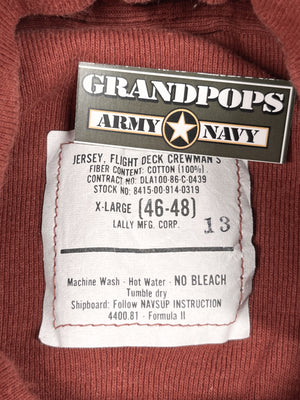 GRANDPOPS
ARMY NAVY
JERSEY, FLIGHT DECK CREWMAN'S
FIBER CONTENT: COTTON (100%)
CONTRACT NO: DLA100-86-C-0439
STOCK NO: 8415-00-914-0319
X-LARGE (46-48)
LALLY MFG. CORP.
13
Machine Wash · Hot Water · NO BLEACH
Tumble dry
Shipboard: Follow NAVSUP INSTRUCTION
4400.81 · Formula II